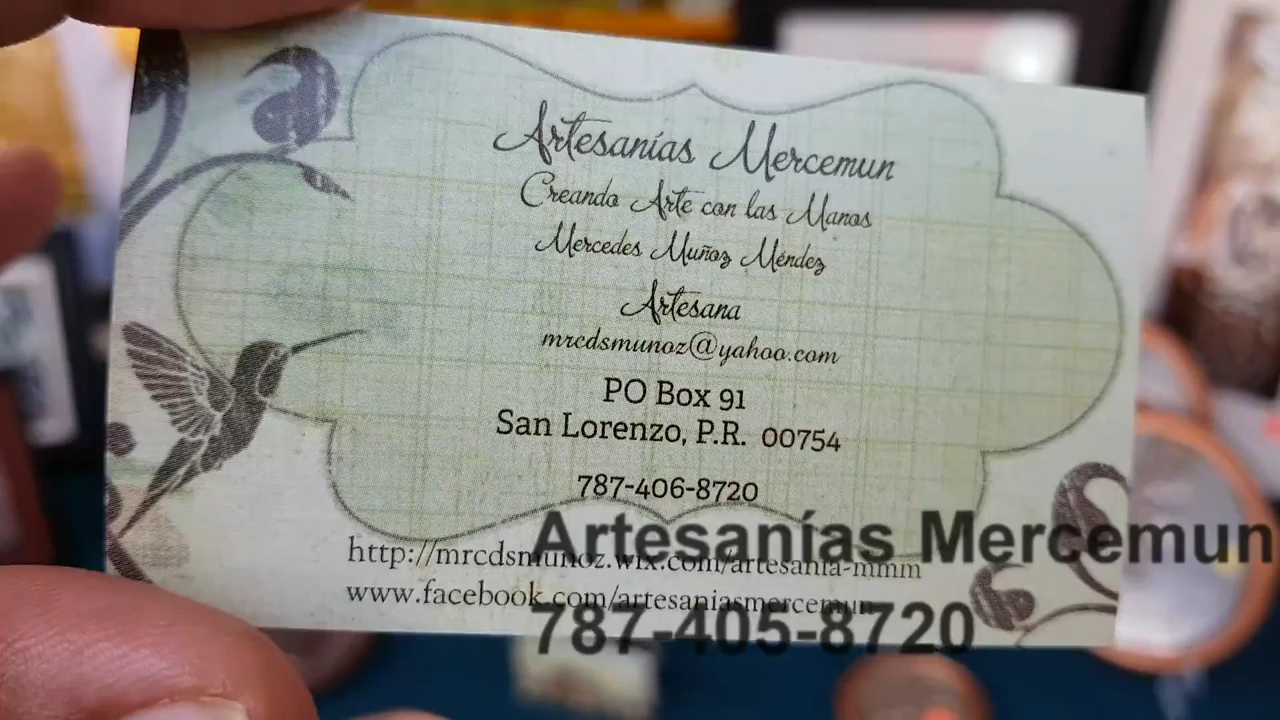 Artesanías Mercemun
Creando Arte con las Manos
Mercedes Muñoz Méndez
Artesana
mrcdsmunoz@yahoo.com
PO Box 91
San Lorenzo, P.R. 00754
787-406-8720
http://mrcdsmunoz.wix.com/artesania-mmm
www.facebook.com/artesaniasmercemun
Artesanías Mercemun
787-405-8720